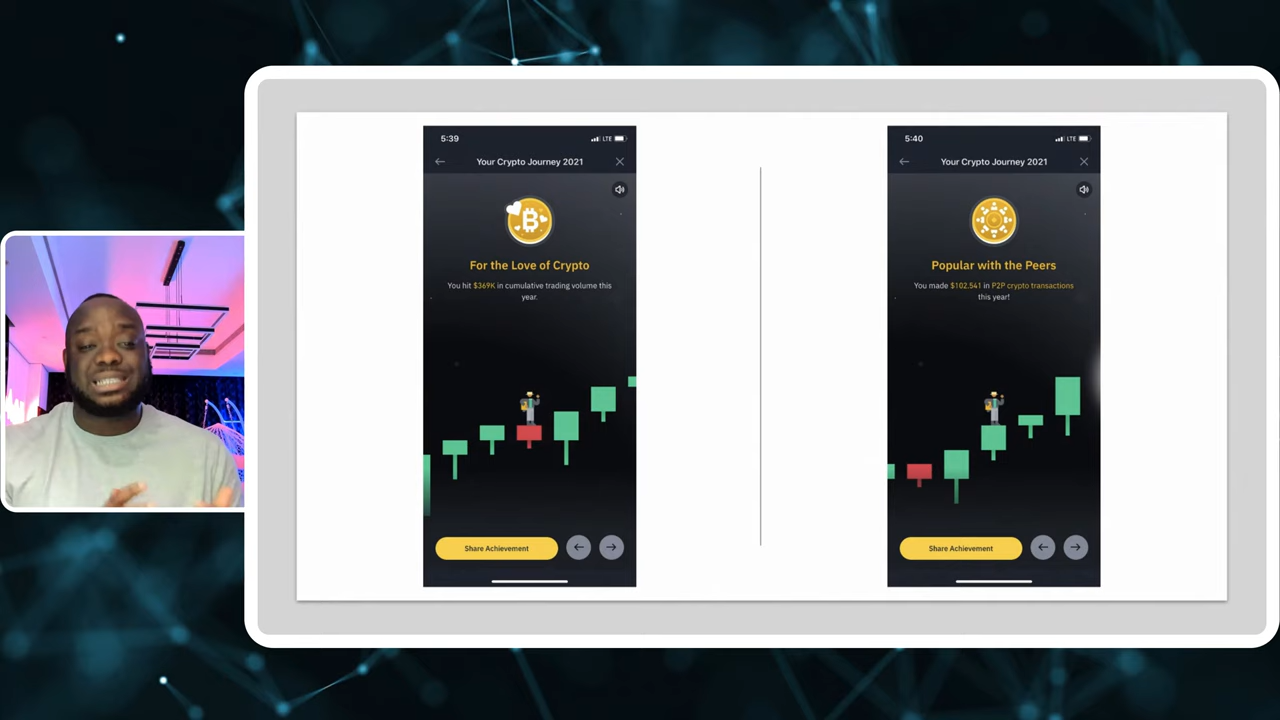 5:39
LTE
Your Crypto Journey 2021
For the Love of Crypto
You hit $369K in cumulative trading volume this
year.
Share Achievement
5:40
LTE
Your Crypto Journey 2021
Popular with the Peers
You made $102.541 in P2P crypto transactions
this year!
Share Achievement